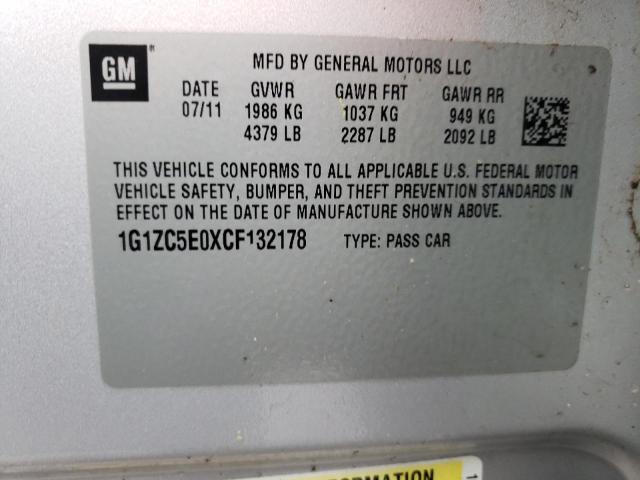 GM
MFD BY GENERAL MOTORS LLC
DATE GVWR GAWR FRT GAWR RR
07/11 1986 KG 1037 KG 949 KG
4379 LB 2287 LB 2092 LB
THIS VEHICLE CONFORMS TO ALL APPLICABLE U.S. FEDERAL MOTOR
VEHICLE SAFETY, BUMPER, AND THEFT PREVENTION STANDARDS IN
EFFECT ON THE DATE OF MANUFACTURE SHOWN ABOVE.
1G1ZC5E0XCF132178 TYPE: PASS CAR